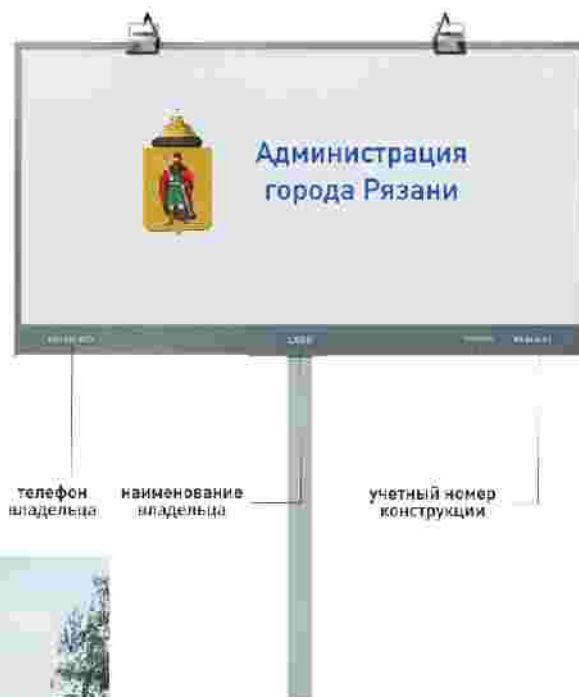 Администрация
города Рязани
телефон
владельца
наименование
владельца
учетный номер
конструкции